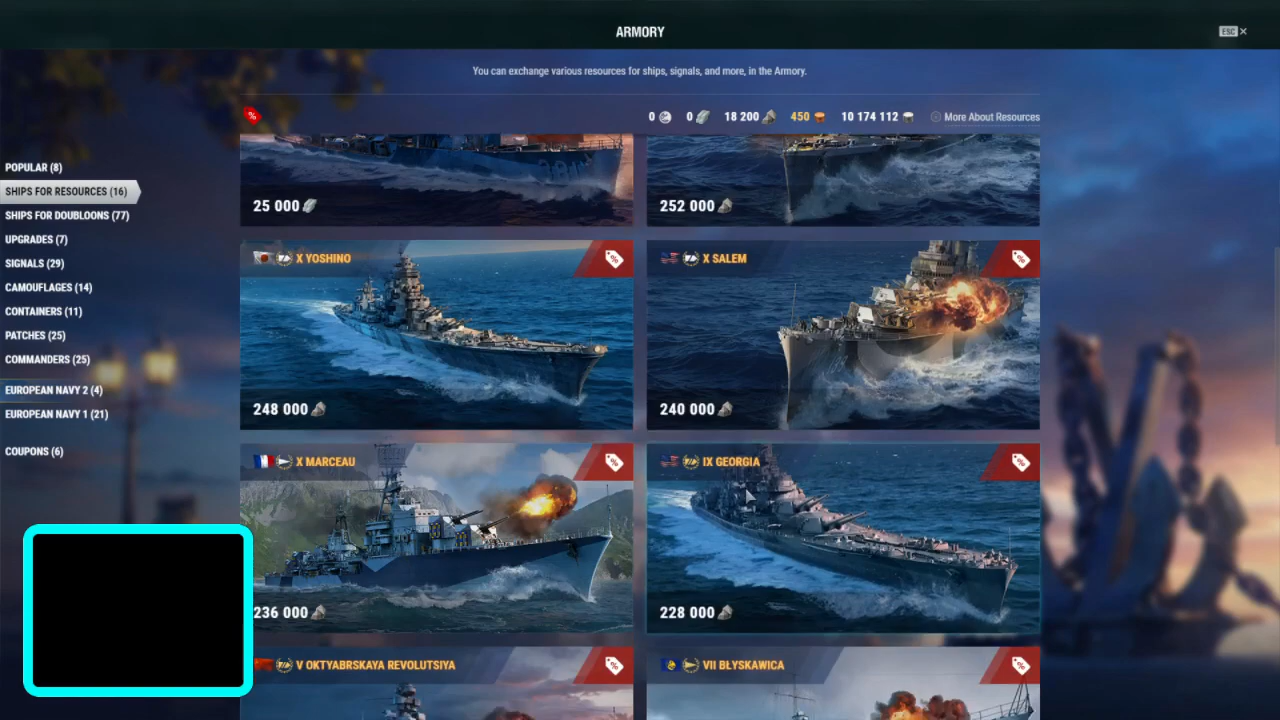 ARMORY
ESC ×
You can exchange various resources for ships, signals, and more, in the Armory.
%
0 0 18 200 450 10 174 112 More About Resources
POPULAR (8)
SHIPS FOR RESOURCES (16)
SHIPS FOR DOUBLOONS (77)
UPGRADES (7)
SIGNALS (29)
CAMOUFLAGES (14)
CONTAINERS (11)
PATCHES (25)
COMMANDERS (25)
EUROPEAN NAVY 2 (4)
EUROPEAN NAVY 1 (21)
COUPONS (6)
25 000
252 000
X YOSHINO
%
248 000
X SALEM
%
240 000
X MARCEAU
%
236 000
IX GEORGIA
%
228 000
V OKTYABRSKAYA REVOLUTSIYA
%
VII BŁYSKAWICA
%